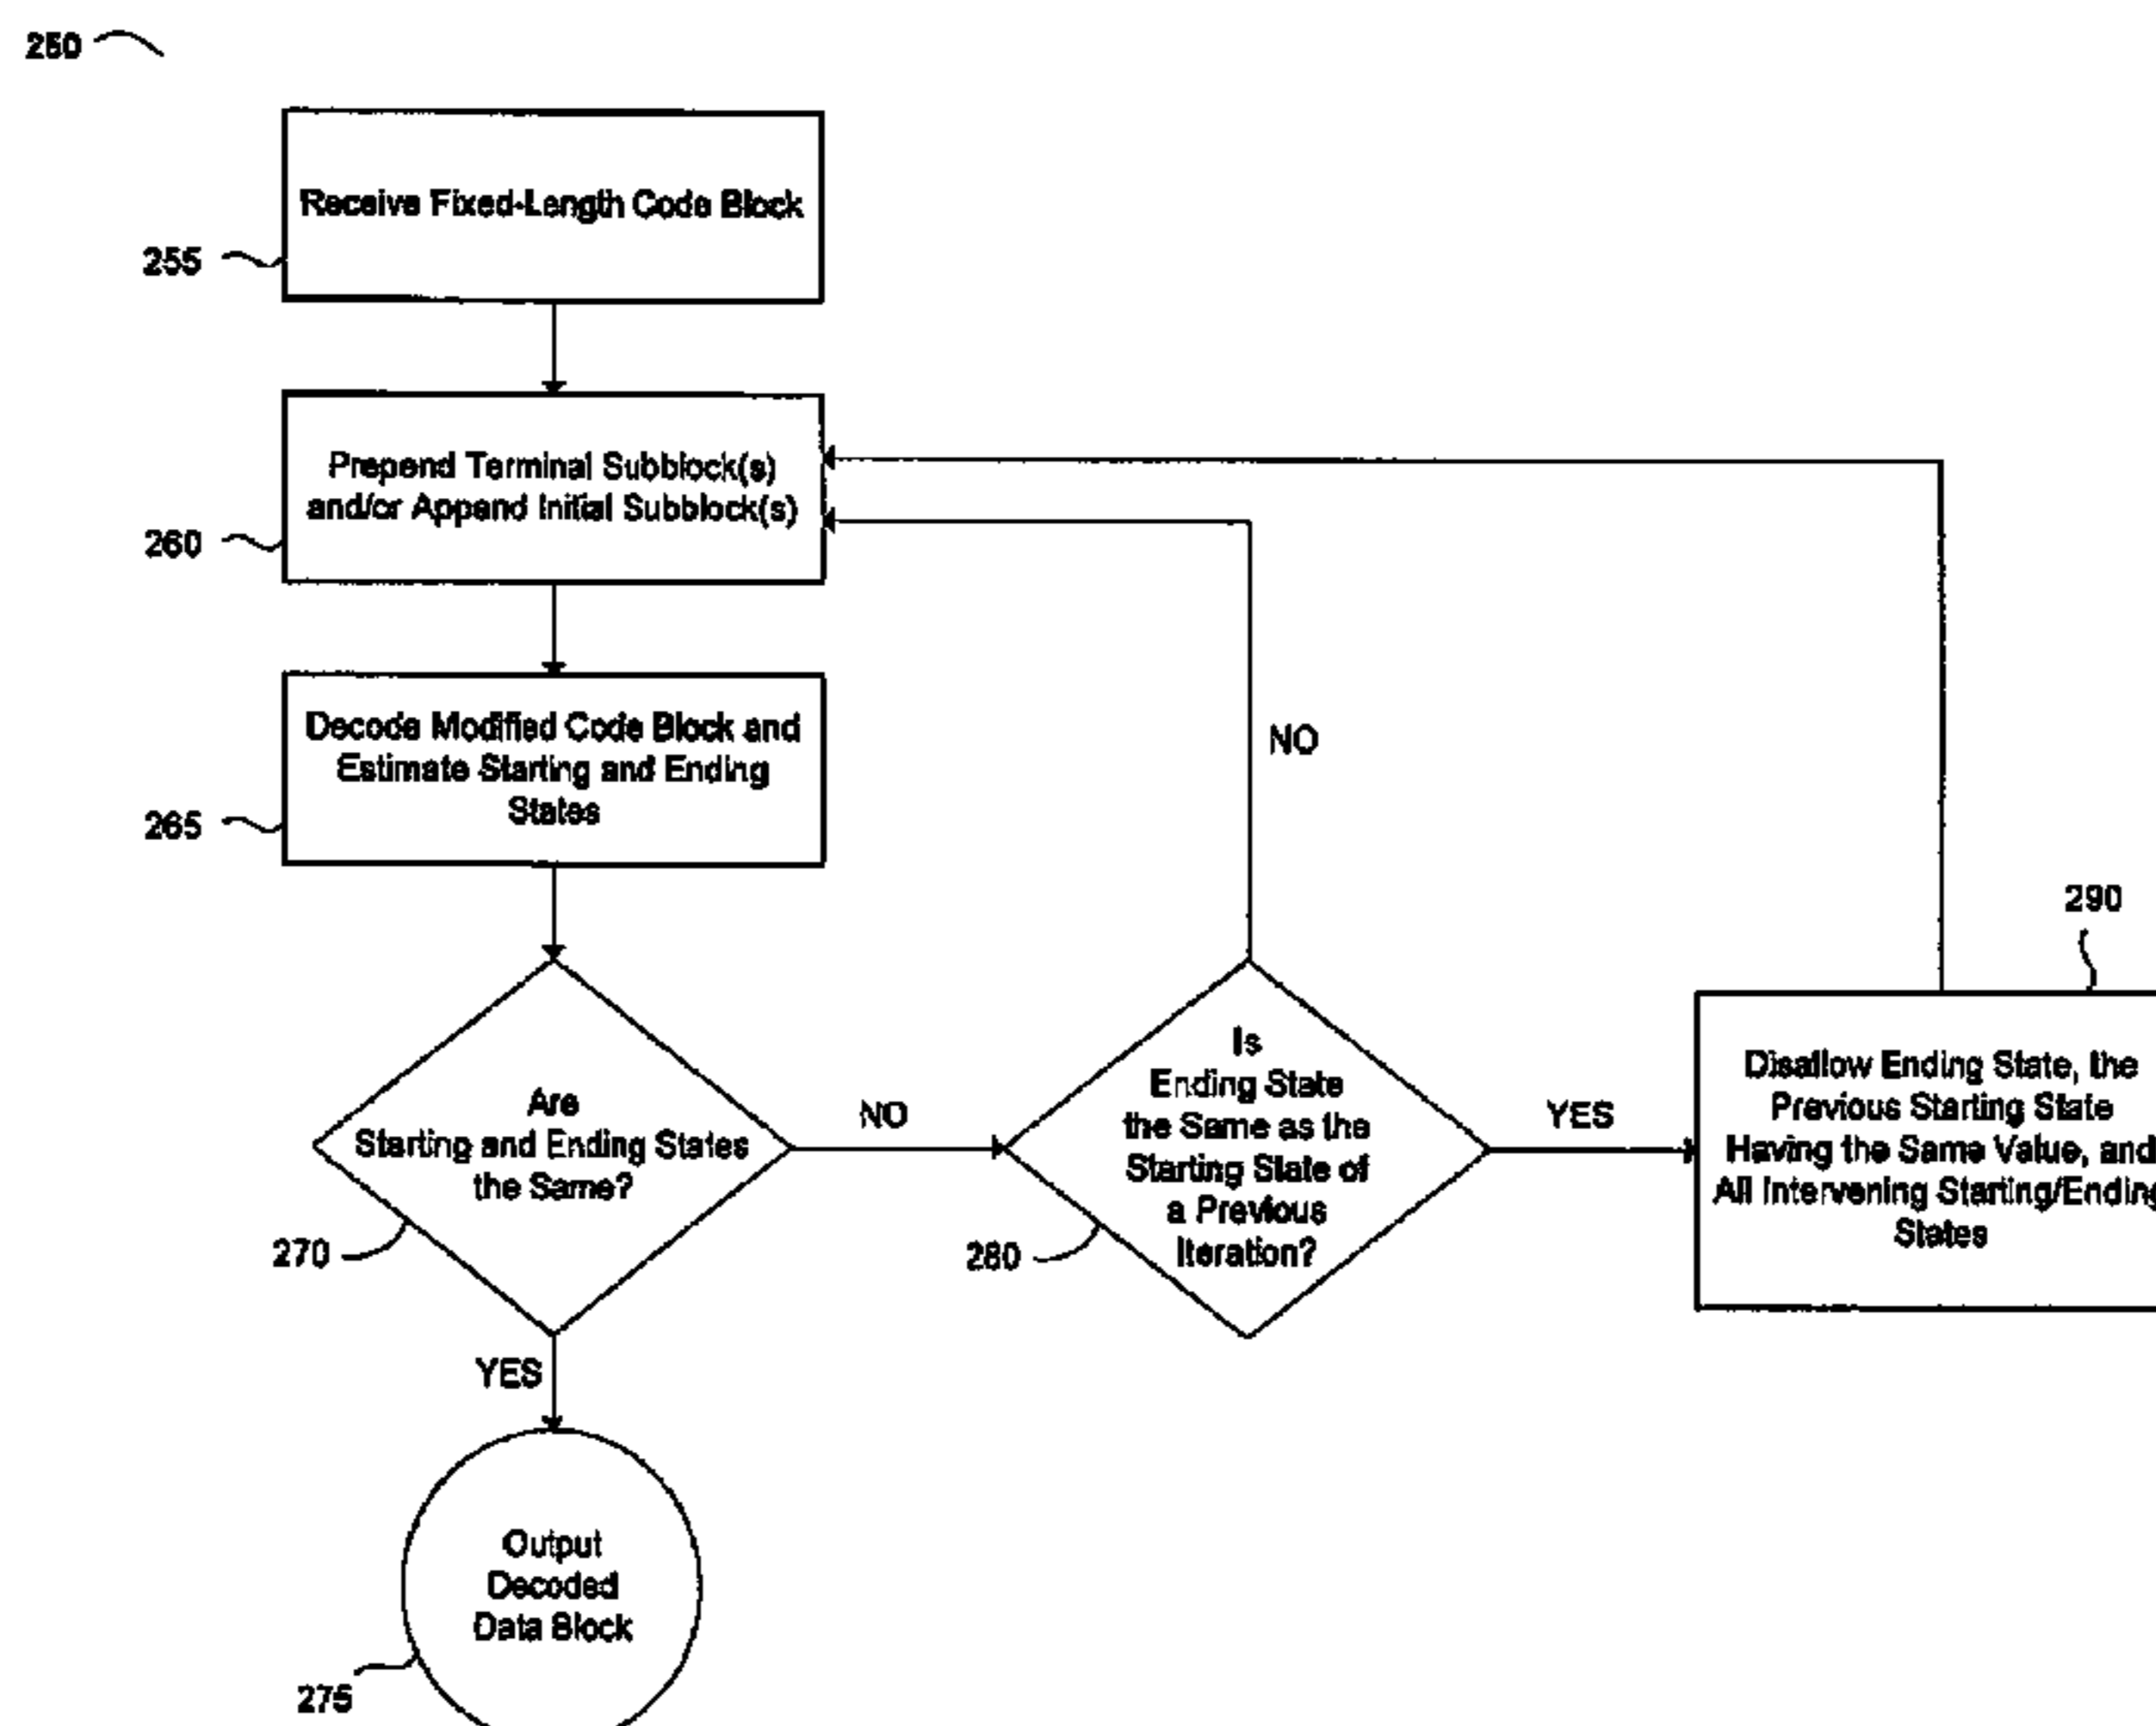 250
Receive Fixed-Length Code Block
255
Prepend Terminal Subblock(s)
and/or Append Initial Subblock(s)
260
Decode Modified Code Block and
Estimate Starting and Ending
States
265
NO
290
Are
Starting and Ending States
the Same?
270
NO
Is
Ending State
the Same as the
Starting State of
a Previous
Iteration?
280
YES
Disallow Ending State, the
Previous Starting State
Having the Same Value, and
All Intervening Starting/Ending
States
YES
Output
Decoded
Data Block
275